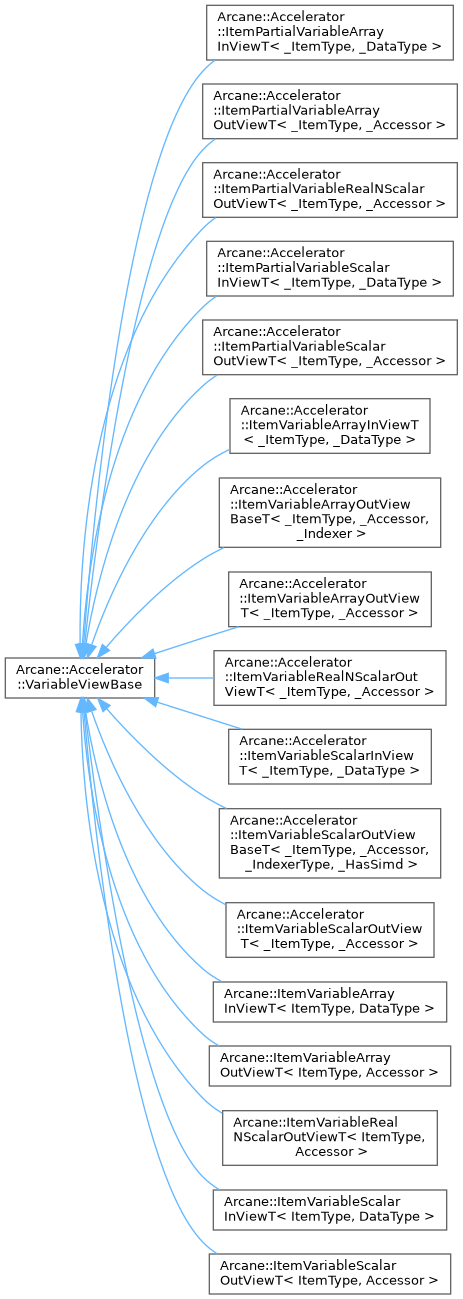 Arcane::Accelerator
::ItemPartialVariableArray
InViewT< _ItemType, _DataType >
Arcane::Accelerator
::ItemPartialVariableArray
OutViewT< _ItemType, _Accessor >
Arcane::Accelerator
::ItemPartialVariableRealNScalar
OutViewT< _ItemType, _Accessor >
Arcane::Accelerator
::ItemPartialVariableScalar
InViewT< _ItemType, _DataType >
Arcane::Accelerator
::ItemPartialVariableScalar
OutViewT< _ItemType, _Accessor >
Arcane::Accelerator
::ItemVariableArrayInViewT
< _ItemType, _DataType >
Arcane::Accelerator
::ItemVariableArrayOutView
BaseT< _ItemType, _Accessor,
_Indexer >
Arcane::Accelerator
::ItemVariableArrayOutView
T< _ItemType, _Accessor >
Arcane::Accelerator
::VariableViewBase
Arcane::Accelerator
::ItemVariableRealNScalarOut
ViewT< _ItemType, _Accessor >
Arcane::Accelerator
::ItemVariableScalarInView
T< _ItemType, _DataType >
Arcane::Accelerator
::ItemVariableScalarOutView
BaseT< _ItemType, _Accessor,
_IndexerType, _HasSimd >
Arcane::Accelerator
::ItemVariableScalarOutView
T< _ItemType, _Accessor >
Arcane::ItemVariableArray
InViewT< ItemType, DataType >
Arcane::ItemVariableArray
OutViewT< ItemType, Accessor >
Arcane::ItemVariableReal
NScalarOutViewT< ItemType,
Accessor >
Arcane::ItemVariableScalar
InViewT< ItemType, DataType >
Arcane::ItemVariableScalar
OutViewT< ItemType, Accessor >